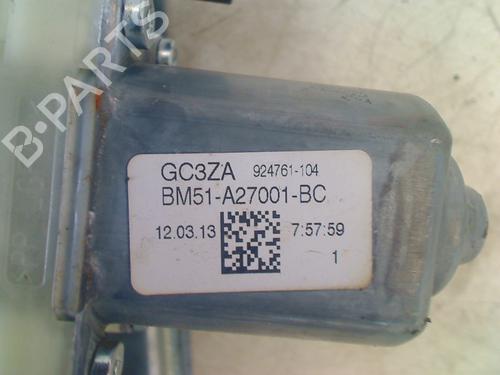 B-PARTS
GC3ZA 924761-104
BM51-A27001-BC
12.03.13 7:57:59
1